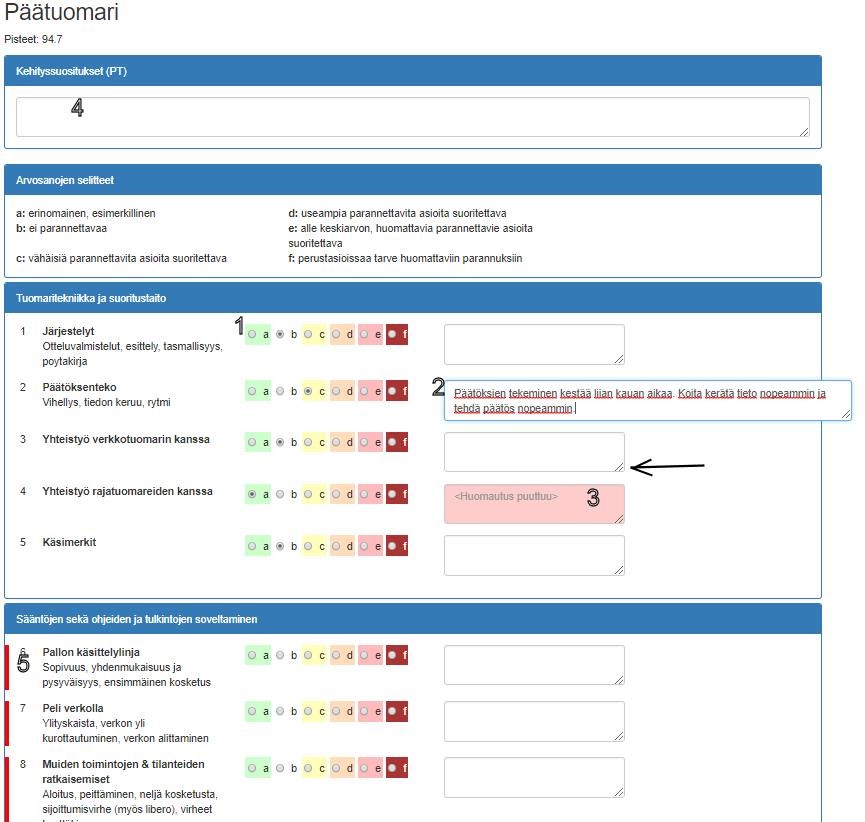 Päätuomari
Pisteet: 94.7
Kehityssuositukset (PT)
4
Arvosanojen selitteet
a: erinomainen, esimerkillinen
b: ei parannettavaa
c: vähäisiä parannettavita asioita suoritettava
d: useampia parannettavita asioita suoritettava
e: alle keskiarvon, huomattavia parannettavie asioita
suoritettava
f: perustasioissaa tarve huomattaviin parannuksiin
Tuomaritekniikka ja suoritustaito
1 Järjestelyt 1 a b c d e f
Otteluvalmistelut, esittely, tasmallisyys,
poytakirja
2 Päätöksenteko a b c d e f
Vihellys, tiedon keruu, rytmi
2 Päätöksien tekeminen kestää liian kauan aikaa. Koita kerätä tieto nopeammin ja
tehdä päätös nopeammin
3 Yhteistyö verkkotuomarin kanssa a b c d e f
4 Yhteistyö rajatuomareiden kanssa a b c d e f <Huomautus puuttuu> 3
5 Käsimerkit a b c d e f
Sääntöjen sekä ohjeiden ja tulkintojen soveltaminen
6 Pallon käsittelylinja a b c d e f
5 Sopivuus, yhdenmukaisuus ja
pysyväisyys, ensimmäinen kosketus
7 Peli verkolla a b c d e f
Ylityskaista, verkon yli
kurottautuminen, verkon alittaminen
8 Muiden toimintojen & tilanteiden a b c d e f
ratkaisemiset
Aloitus, peittäminen, neljä kosketusta,
sijoittumisvirhe (myös libero), virheet